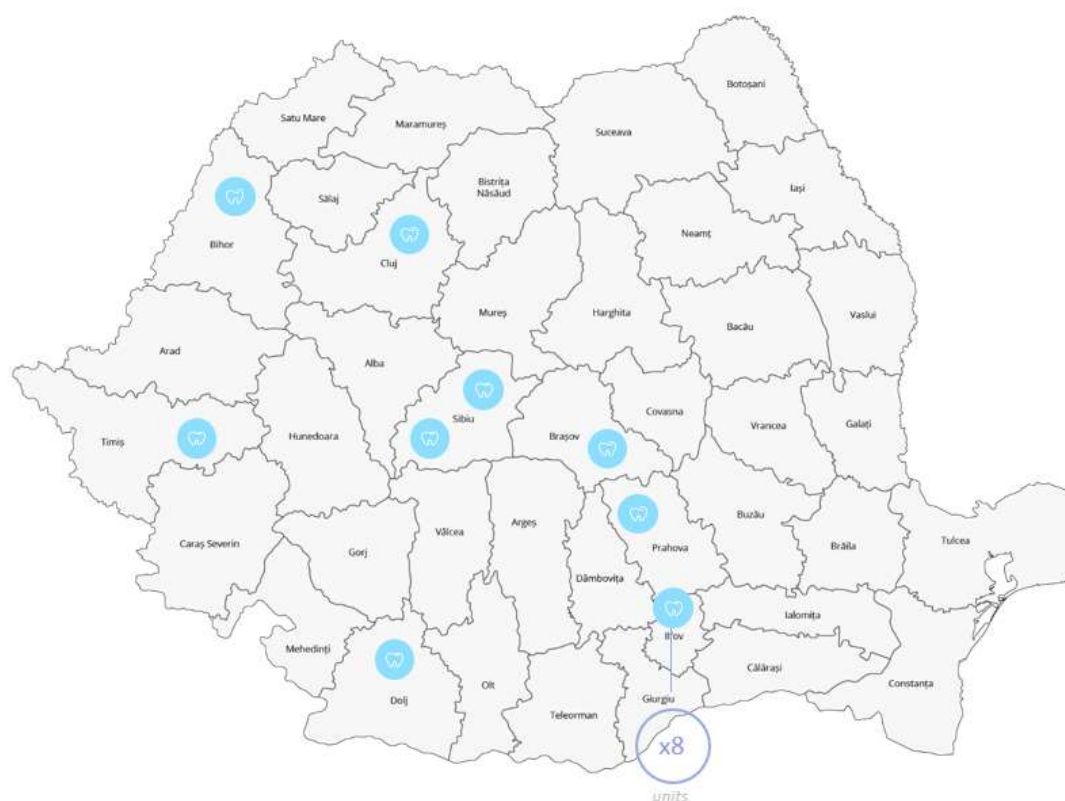 Botoșani
Satu Mare
Maramureș
Suceava
Bistrița
Năsăud
Iași
Sălaj
Neamț
Bihor
Cluj
Mureș
Harghita
Bacău
Vaslui
Arad
Alba
Sibiu
Covasna
Vrancea
Galați
Timiș
Hunedoara
Brașov
Caraș Severin
Gorj
Vâlcea
Argeș
Buzău
Prahova
Brăila
Tulcea
Dâmbovița
Ialomița
Ilfov
Mehedinți
Călărași
Constanța
Dolj
Olt
Giurgiu
Teleorman
x8
units